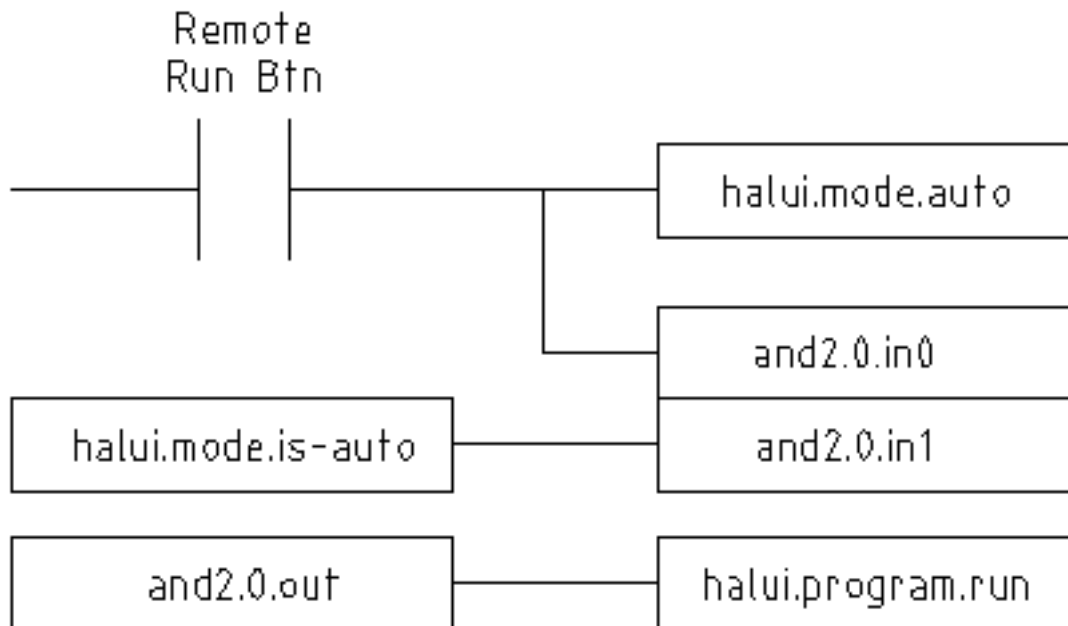 Remote
Run Btn
halui.mode.auto
and2.0.in0
halui.mode.is-auto
and2.0.in1
and2.0.out
halui.program.run